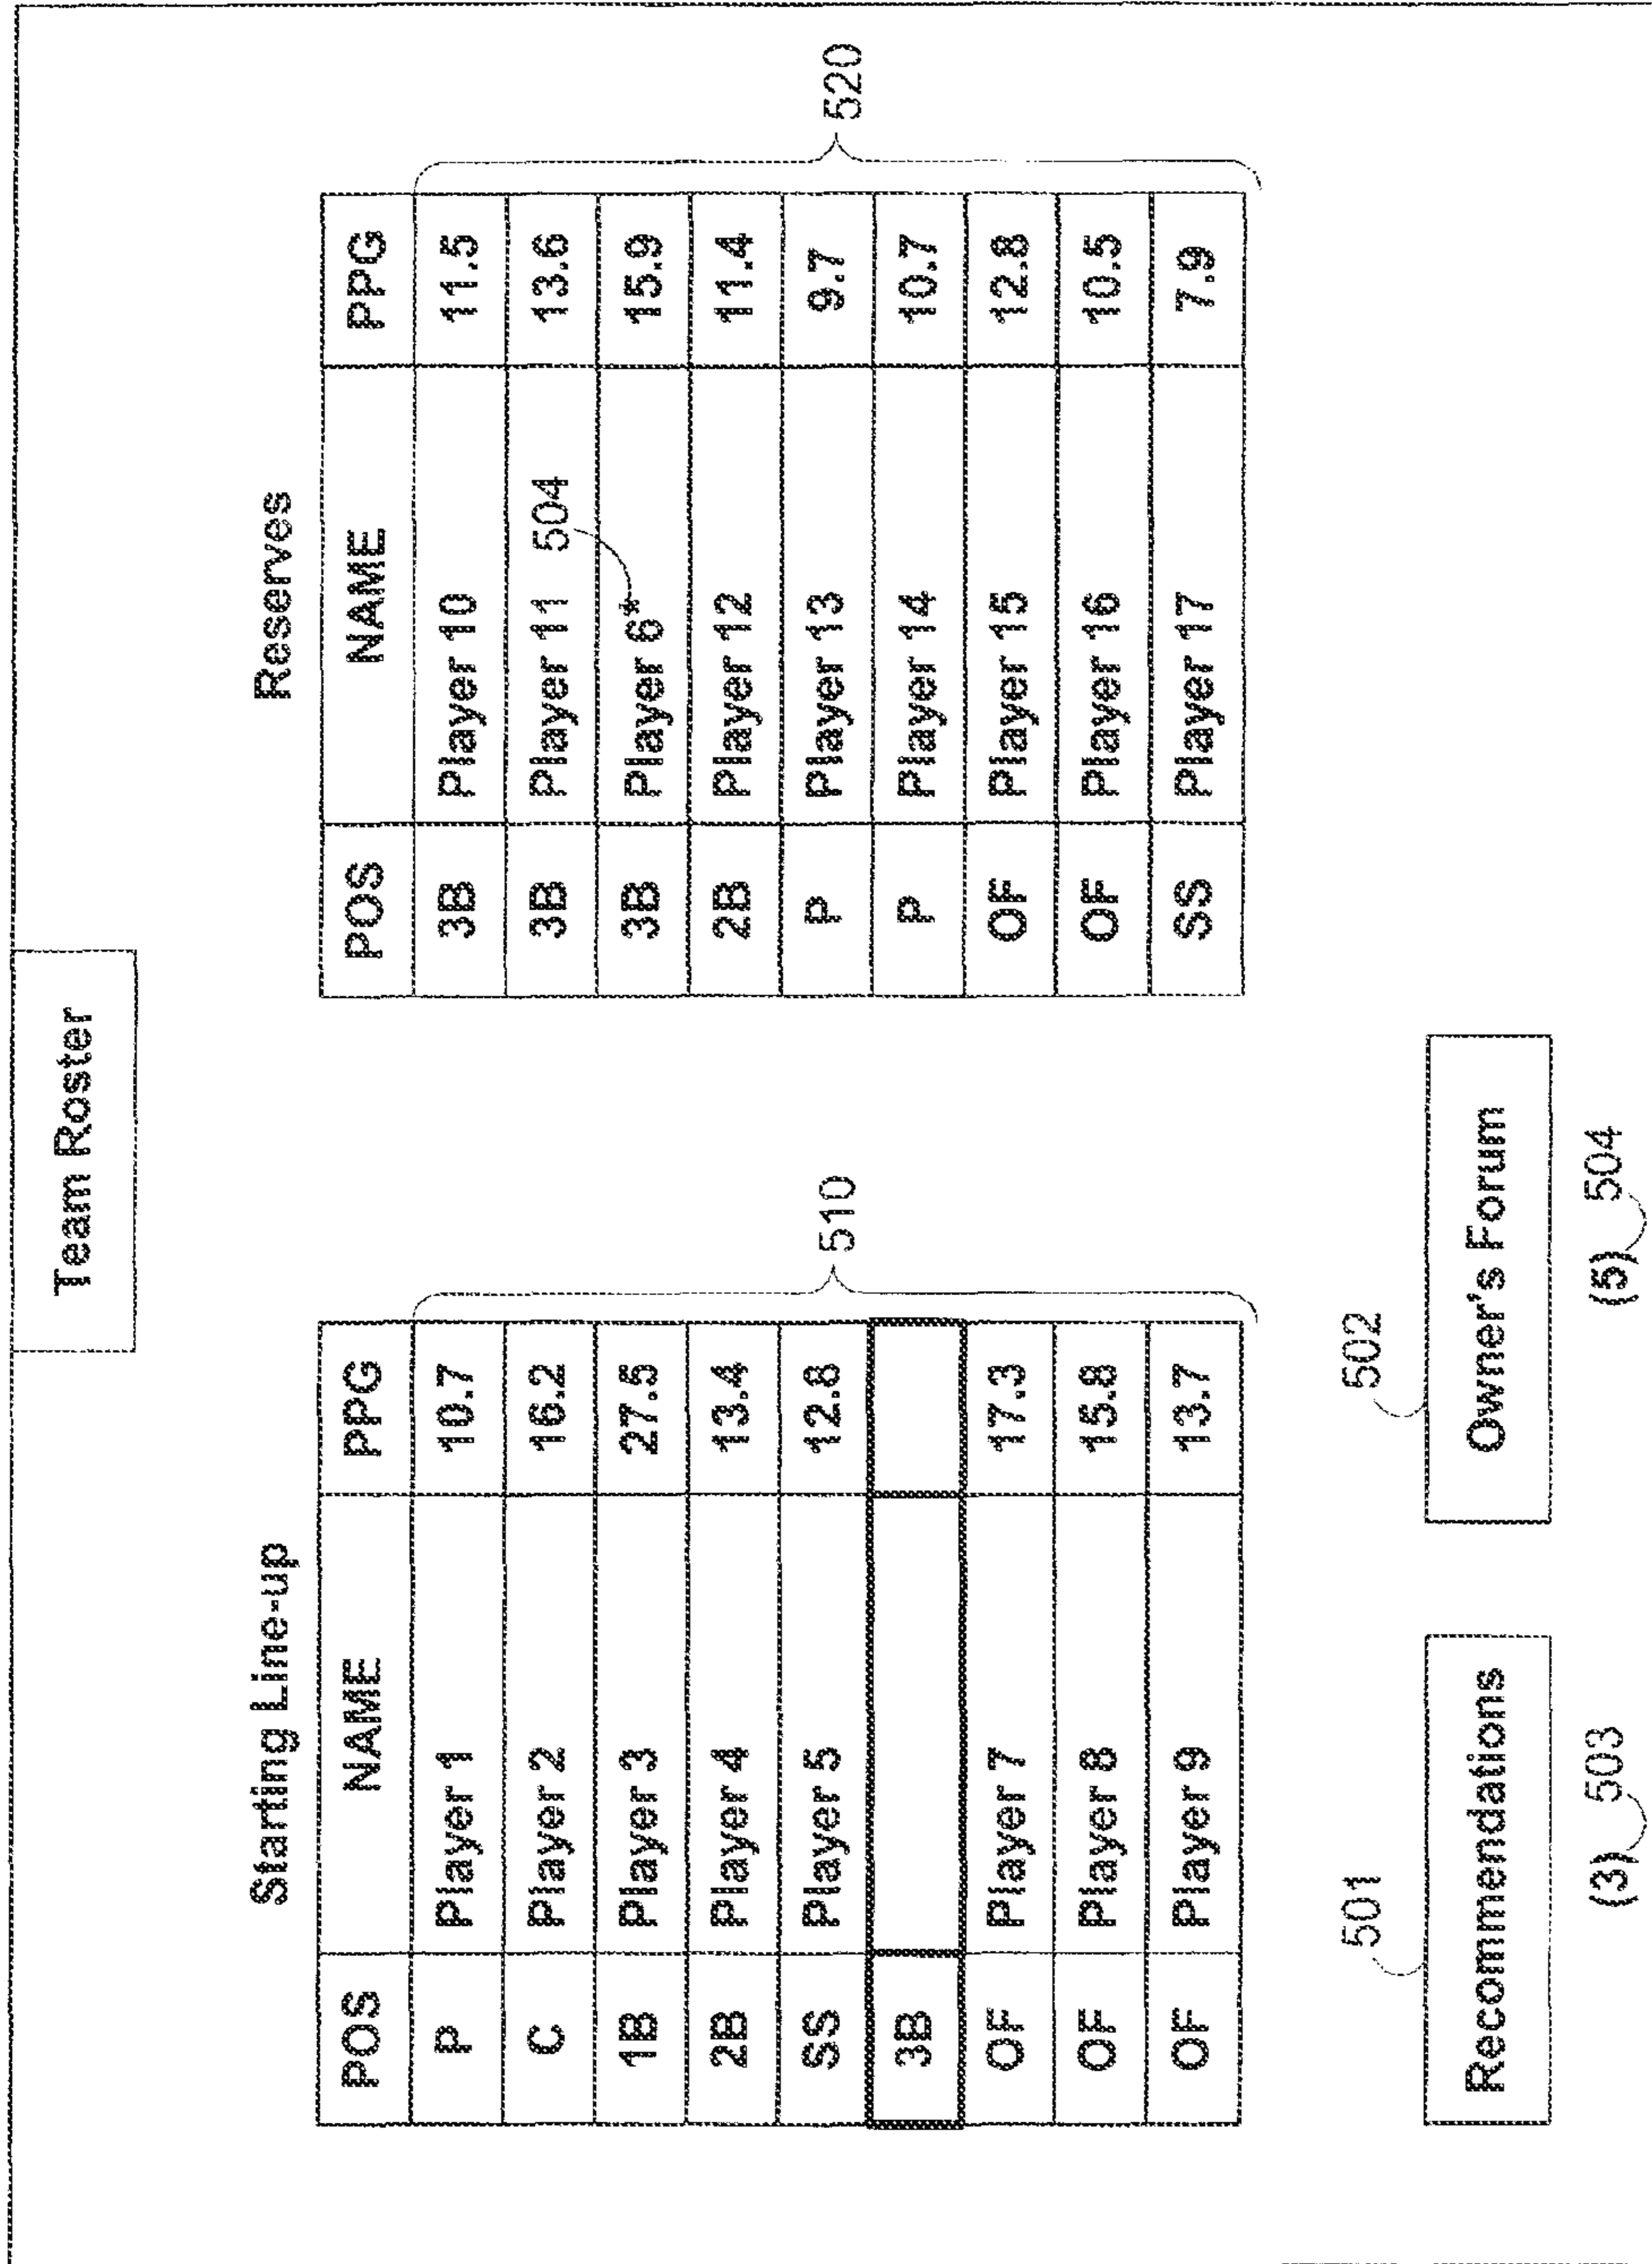 Team Roster
Starting Line-up
POS NAME PPG
P Player 1 10.7
C Player 2 16.2
1B Player 3 27.5
2B Player 4 13.4
SS Player 5 12.8
3B
OF Player 7 17.3
OF Player 8 15.8
OF Player 9 13.7
510
Reserves
POS NAME PPG
3B Player 10 11.5
3B Player 11 504 13.6
3B Player 6* 15.9
2B Player 12 11.4
P Player 13 9.7
P Player 14 10.7
OF Player 15 12.8
OF Player 16 10.5
SS Player 17 7.9
520
501
Recommendations
(3) 503
502
Owner's Forum
(5) 504